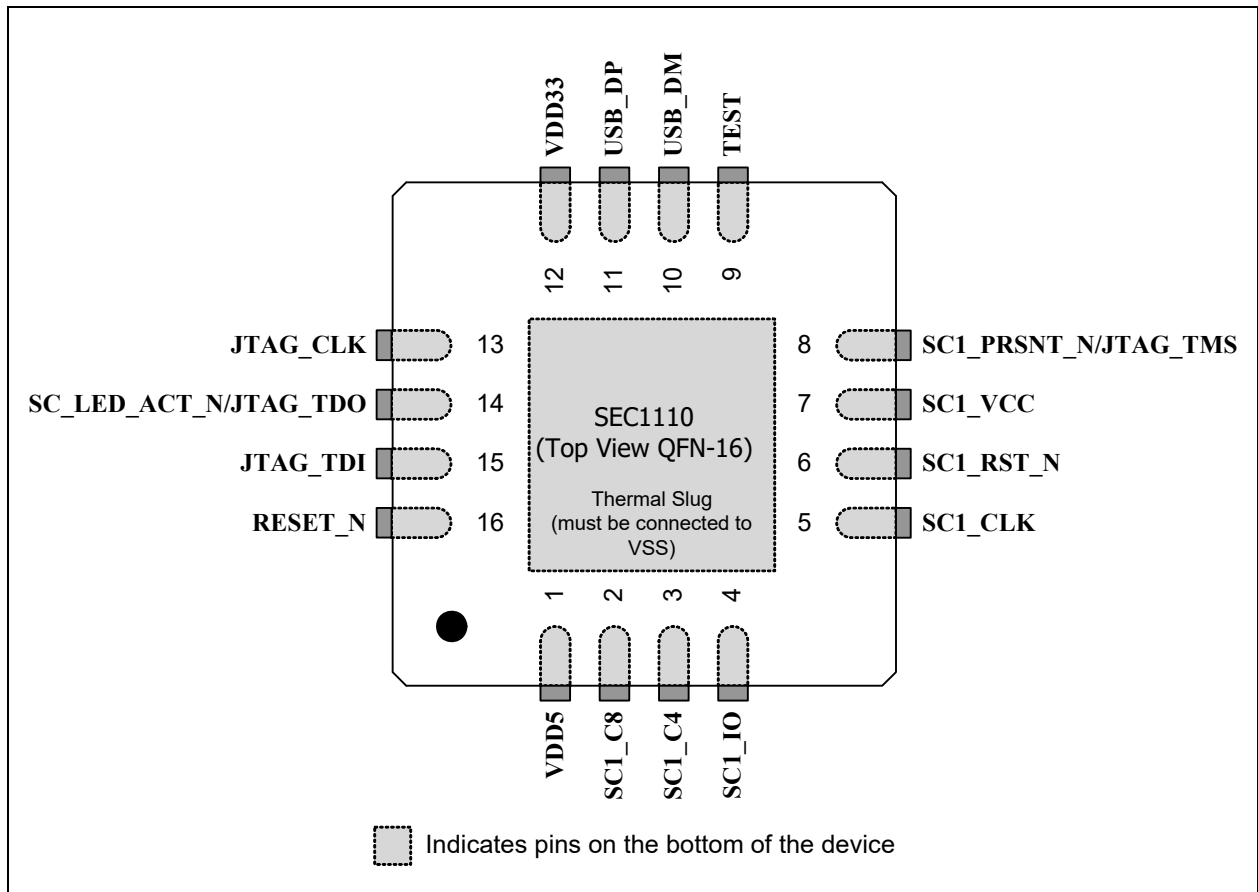 VDD33
USB_DP
USB_DM
TEST
12
11
10
9
JTAG_CLK
13
8
SC1_PRSNT_N/JTAG_TMS
SC_LED_ACT_N/JTAG_TDO
14
7
SC1_VCC
JTAG_TDI
15
6
SC1_RST_N
RESET_N
16
5
SC1_CLK
SEC1110
(Top View QFN-16)
Thermal Slug
(must be connected to
VSS)
1
2
3
4
VDD5
SC1_C8
SC1_C4
SC1_IO
Indicates pins on the bottom of the device